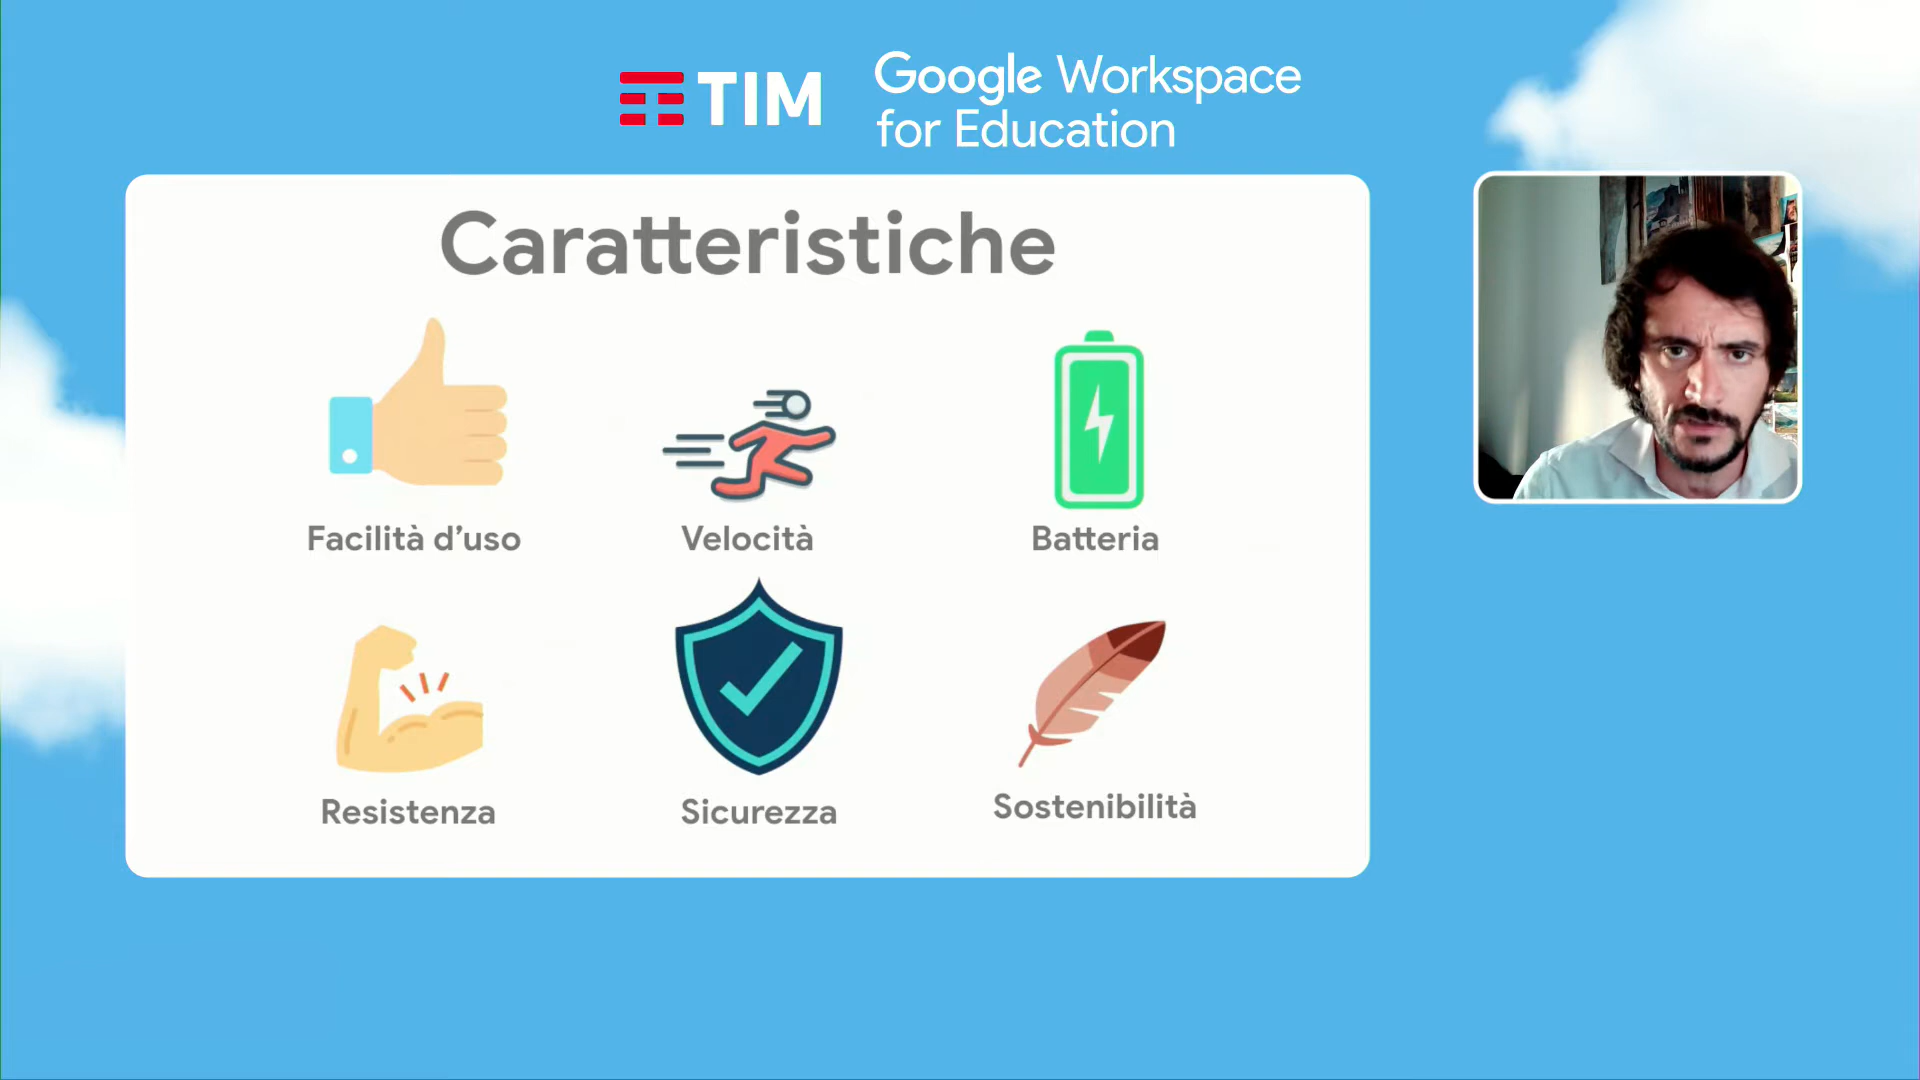 TIM
Google Workspace
for Education
Caratteristiche
Facilità d’uso
Velocità
Batteria
Resistenza
Sicurezza
Sostenibilità